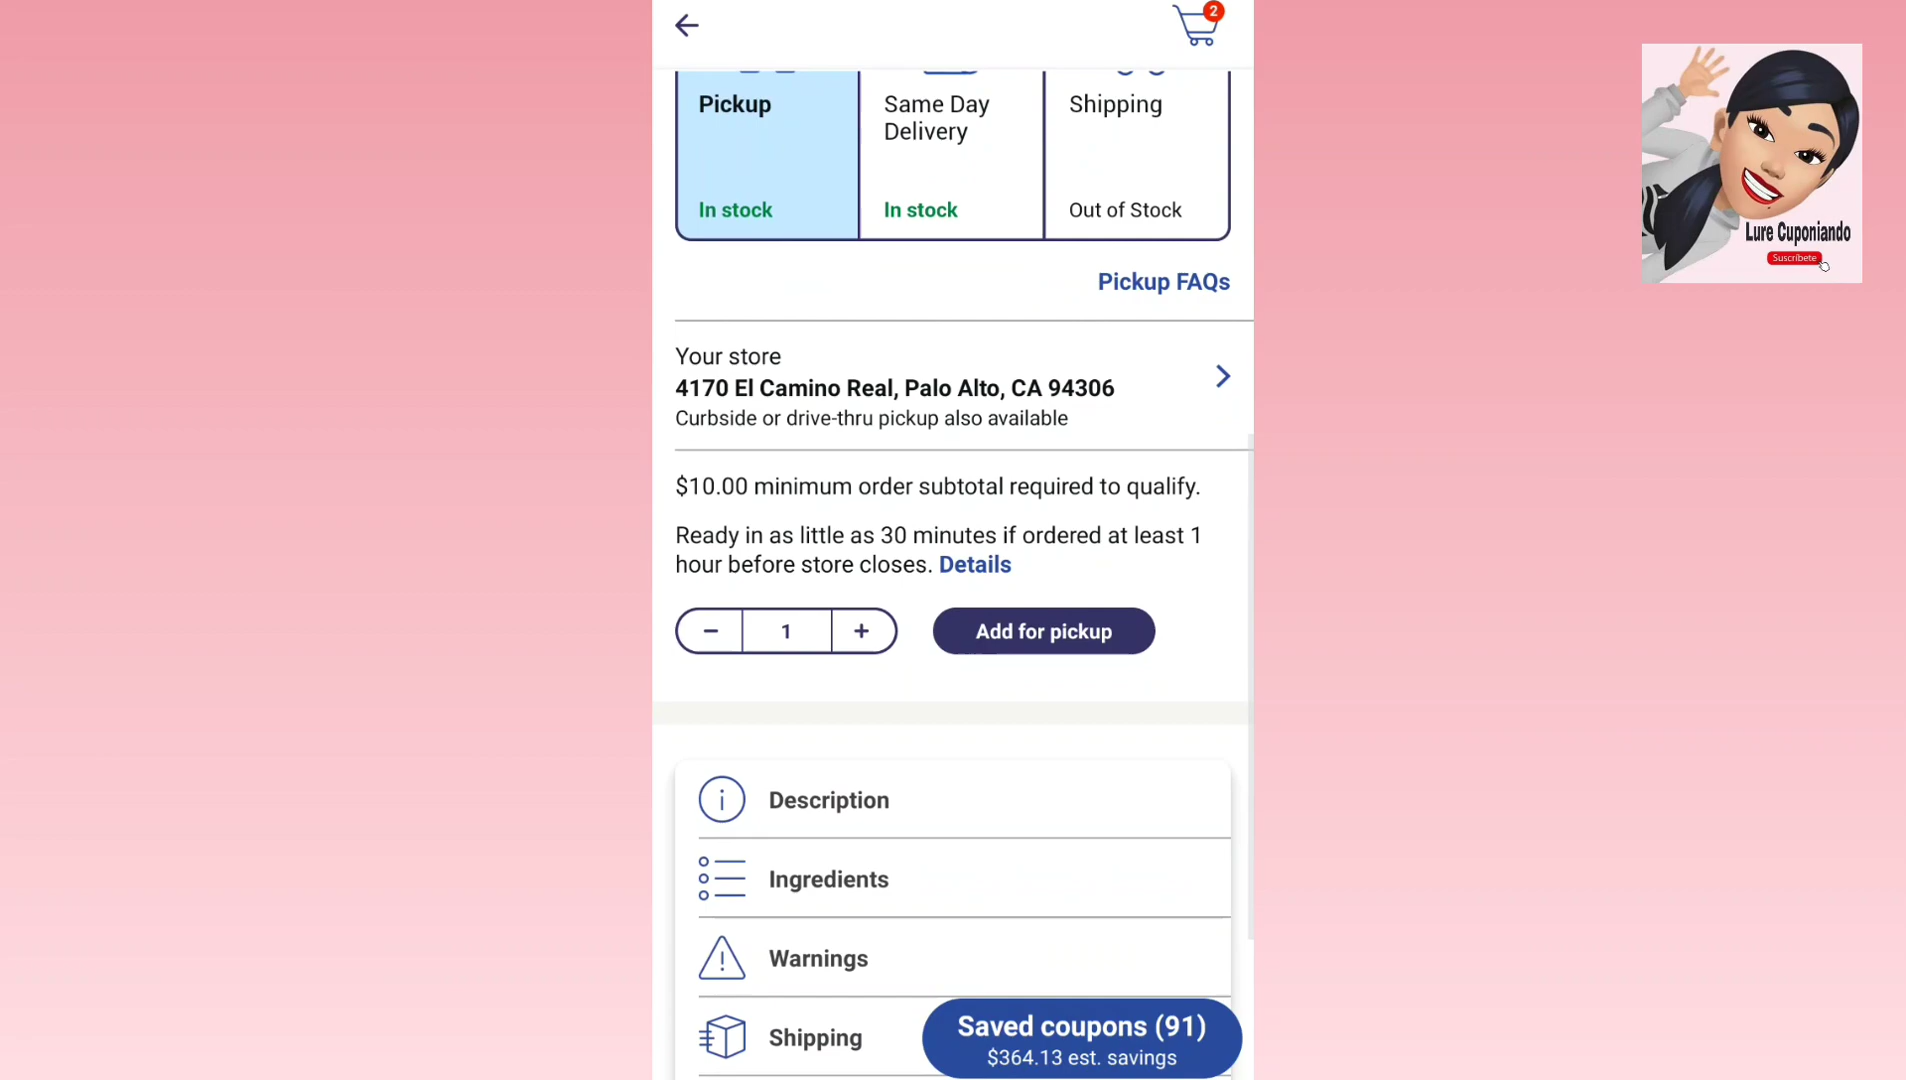 2
Pickup
In stock
Same Day
Delivery
In stock
Shipping
Out of Stock
Pickup FAQs
Your store
4170 El Camino Real, Palo Alto, CA 94306
Curbside or drive-thru pickup also available
$10.00 minimum order subtotal required to qualify.
Ready in as little as 30 minutes if ordered at least 1
hour before store closes. Details
− 1 +
Add for pickup
Description
Ingredients
Warnings
Shipping
Saved coupons (91)
$364.13 est. savings
Lure Cuponiando
Suscríbete